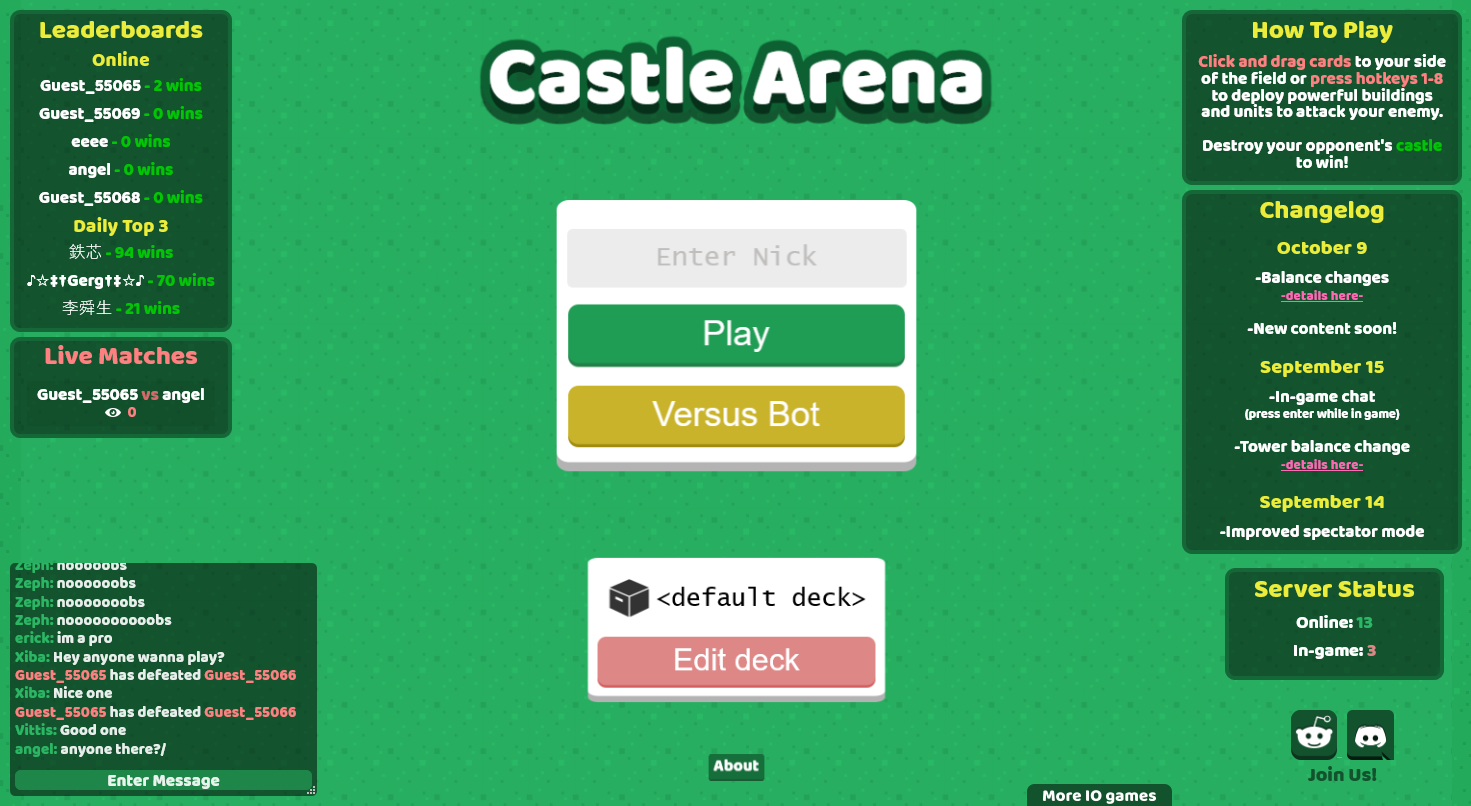 Leaderboards
Online
Guest_55065 - 2 wins
Guest_55069 - 0 wins
eeee - 0 wins
angel - 0 wins
Guest_55068 - 0 wins
Daily Top 3
鉄芯 - 94 wins
♪☆‡†Gerg†‡☆♪ - 70 wins
李舜生 - 21 wins
Live Matches
Guest_55065 vs angel
0
Zeph: nooooobs
Zeph: noooooobs
Zeph: nooooooobs
Zeph: noooooooooobs
erick: im a pro
Xiba: Hey anyone wanna play?
Guest_55065 has defeated Guest_55066
Xiba: Nice one
Guest_55065 has defeated Guest_55066
Vittis: Good one
angel: anyone there?/
Enter Message
Castle Arena
Enter Nick
Play
Versus Bot
<default deck>
Edit deck
About
More IO games
How To Play
Click and drag cards to your side
of the field or press hotkeys 1-8
to deploy powerful buildings
and units to attack your enemy.
Destroy your opponent's castle
to win!
Changelog
October 9
-Balance changes
-details here-
-New content soon!
September 15
-In-game chat
(press enter while in game)
-Tower balance change
-details here-
September 14
-Improved spectator mode
Server Status
Online: 13
In-game: 3
Join Us!